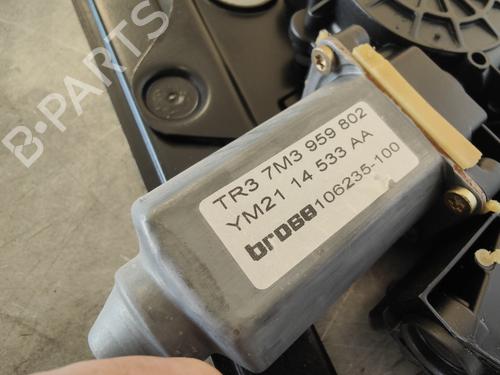 B-PARTS
TR3 7M3 959 802
YM21 14 533 AA
brose 106235-100